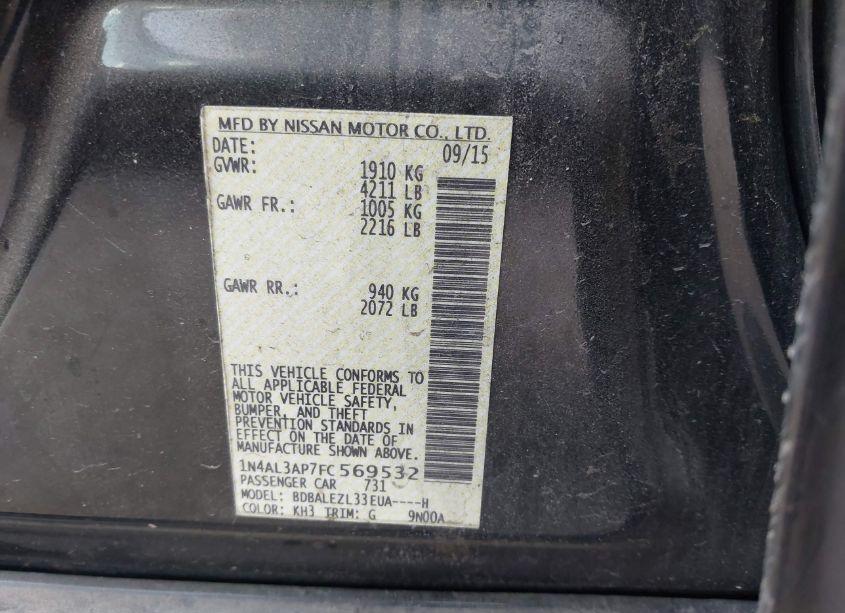 MFD BY NISSAN MOTOR CO., LTD.
DATE: 09/15
GVWR: 1910 KG
4211 LB
GAWR FR.: 1005 KG
2216 LB
GAWR RR.: 940 KG
2072 LB
THIS VEHICLE CONFORMS TO
ALL APPLICABLE FEDERAL
MOTOR VEHICLE SAFETY,
BUMPER, AND THEFT
PREVENTION STANDARDS IN
EFFECT ON THE DATE OF
MANUFACTURE SHOWN ABOVE.
1N4AL3AP7FC569532
PASSENGER CAR 731
MODEL: BDBALEZL33EUA----H
COLOR: KH3 TRIM: G 9N00A